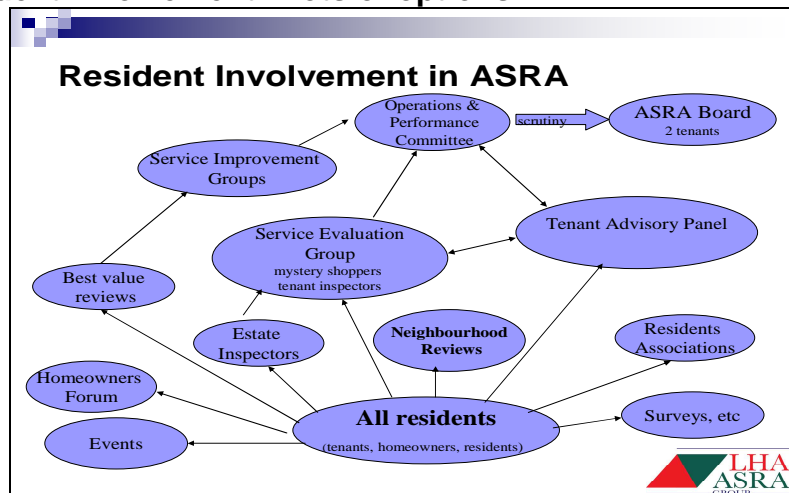 Resident Involvement in ASRA
Operations &
Performance
Committee
scrutiny
ASRA Board
2 tenants
Service Improvement
Groups
Service Evaluation
Group
mystery shoppers
tenant inspectors
Tenant Advisory Panel
Best value
reviews
Estate
Inspectors
Neighbourhood
Reviews
Residents
Associations
Homeowners
Forum
All residents
(tenants, homeowners, residents)
Surveys, etc
Events
LHA
ASRA
GROUP